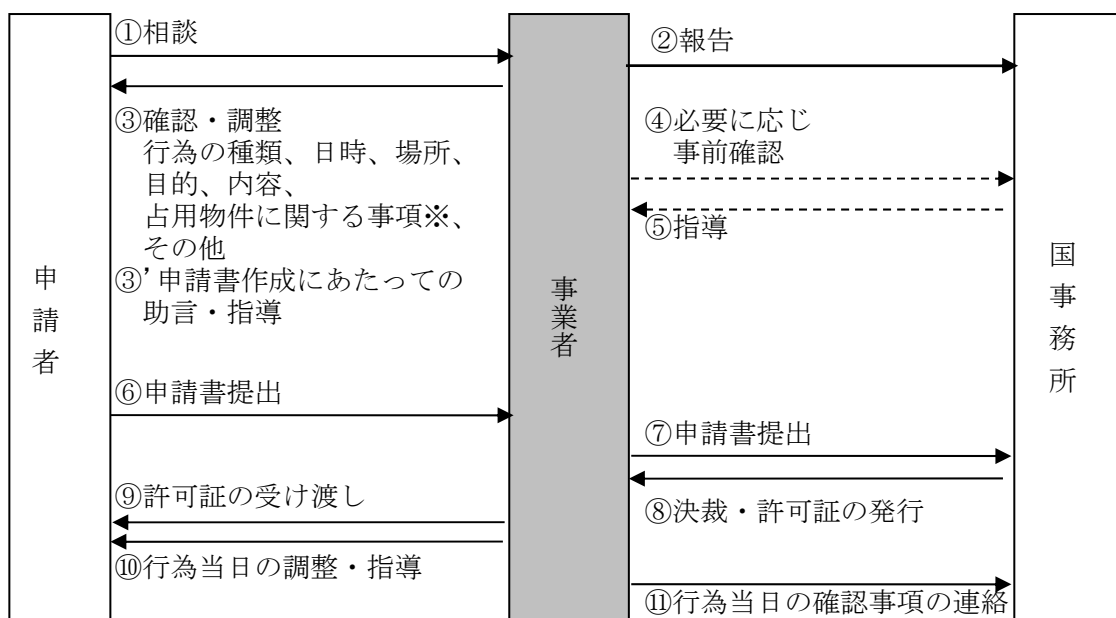 ①相談
②報告
③確認・調整
行為の種類、日時、場所、
目的、内容、
占用物件に関する事項※、
その他
③’申請書作成にあたっての
助言・指導
④必要に応じ
事前確認
⑤指導
申請者
事業者
国事務所
⑥申請書提出
⑦申請書提出
⑧決裁・許可証の発行
⑨許可証の受け渡し
⑩行為当日の調整・指導
⑪行為当日の確認事項の連絡